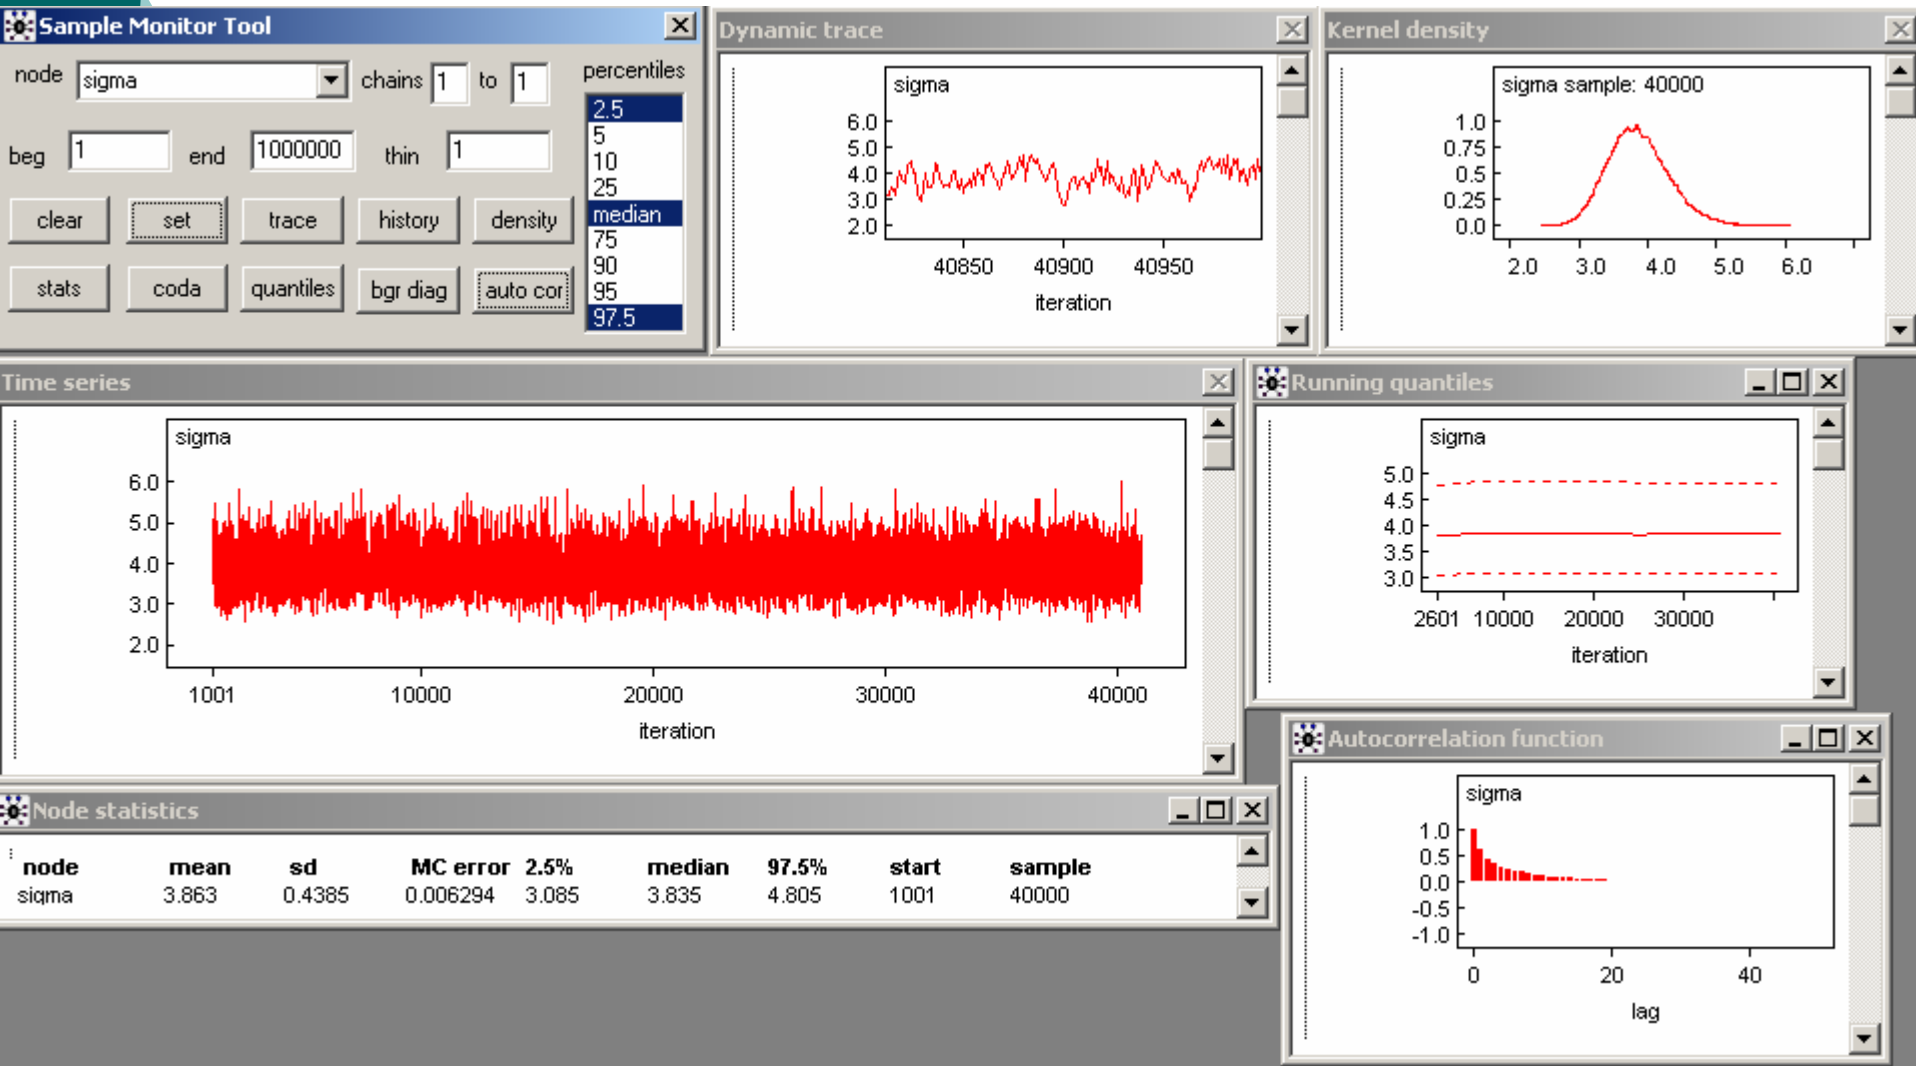 Sample Monitor Tool
node sigma chains 1 to 1 percentiles
2.5
5
10
25
median
75
90
95
97.5
beg 1 end 1000000 thin 1
clear set trace history density
stats coda quantiles bgr diag auto cor
Dynamic trace
sigma
6.0
5.0
4.0
3.0
2.0
40850 40900 40950
iteration
Kernel density
sigma sample: 40000
1.0
0.75
0.5
0.25
0.0
2.0 3.0 4.0 5.0 6.0
Time series
sigma
6.0
5.0
4.0
3.0
2.0
1001 10000 20000 30000 40000
iteration
Running quantiles
sigma
5.0
4.5
4.0
3.5
3.0
2601 10000 20000 30000
iteration
Node statistics
node mean sd MC error 2.5% median 97.5% start sample
sigma 3.863 0.4385 0.006294 3.085 3.835 4.805 1001 40000
Autocorrelation function
sigma
1.0
0.5
0.0
-0.5
-1.0
0 20 40
lag